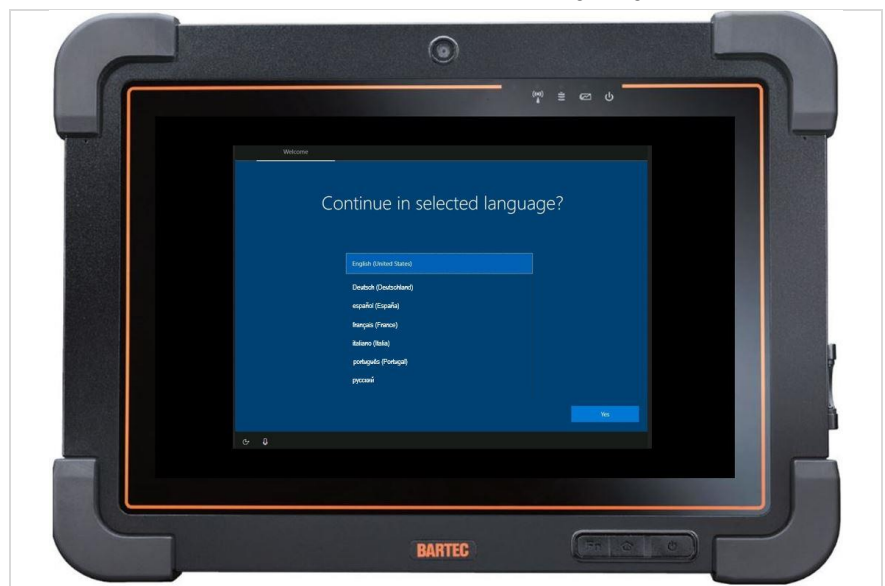 Welcome
Continue in selected language?
English (United States)
Deutsch (Deutschland)
español (España)
français (France)
italiano (Italia)
português (Portugal)
русский
Yes
BARTEC
Fn